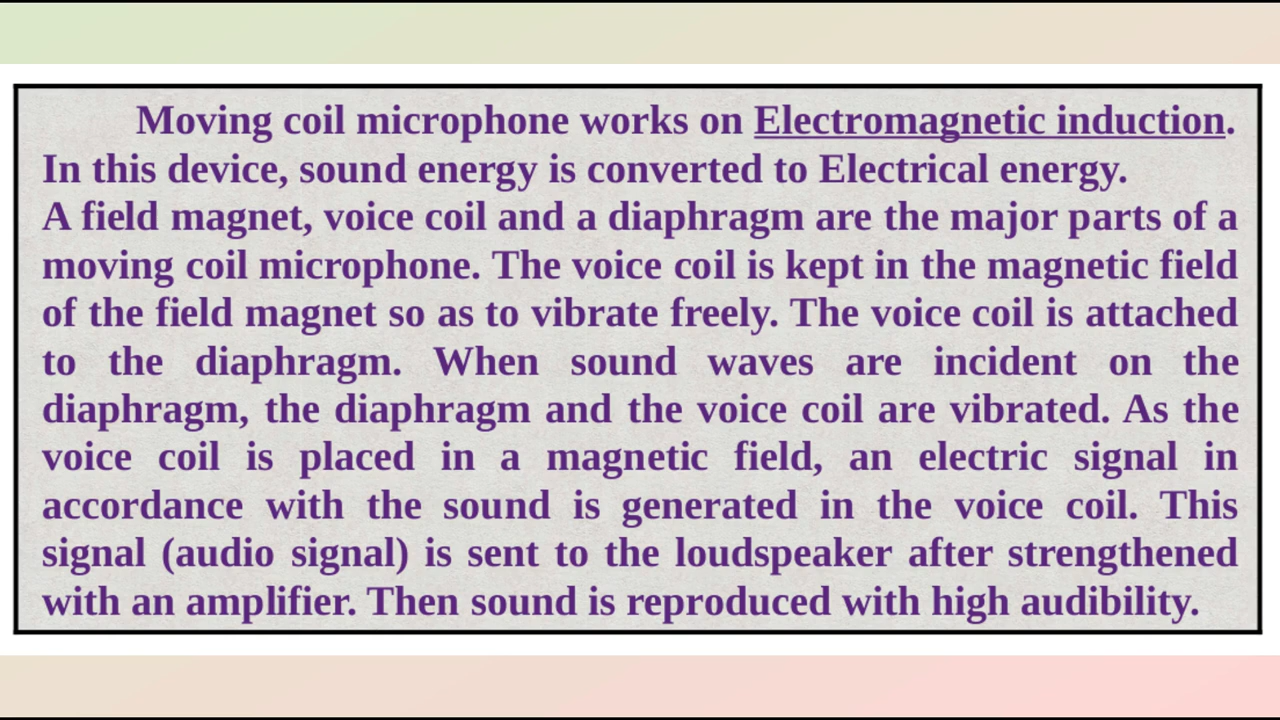 Moving coil microphone works on Electromagnetic induction.
In this device, sound energy is converted to Electrical energy.
A field magnet, voice coil and a diaphragm are the major parts of a
moving coil microphone. The voice coil is kept in the magnetic field
of the field magnet so as to vibrate freely. The voice coil is attached
to the diaphragm. When sound waves are incident on the
diaphragm, the diaphragm and the voice coil are vibrated. As the
voice coil is placed in a magnetic field, an electric signal in
accordance with the sound is generated in the voice coil. This
signal (audio signal) is sent to the loudspeaker after strengthened
with an amplifier. Then sound is reproduced with high audibility.